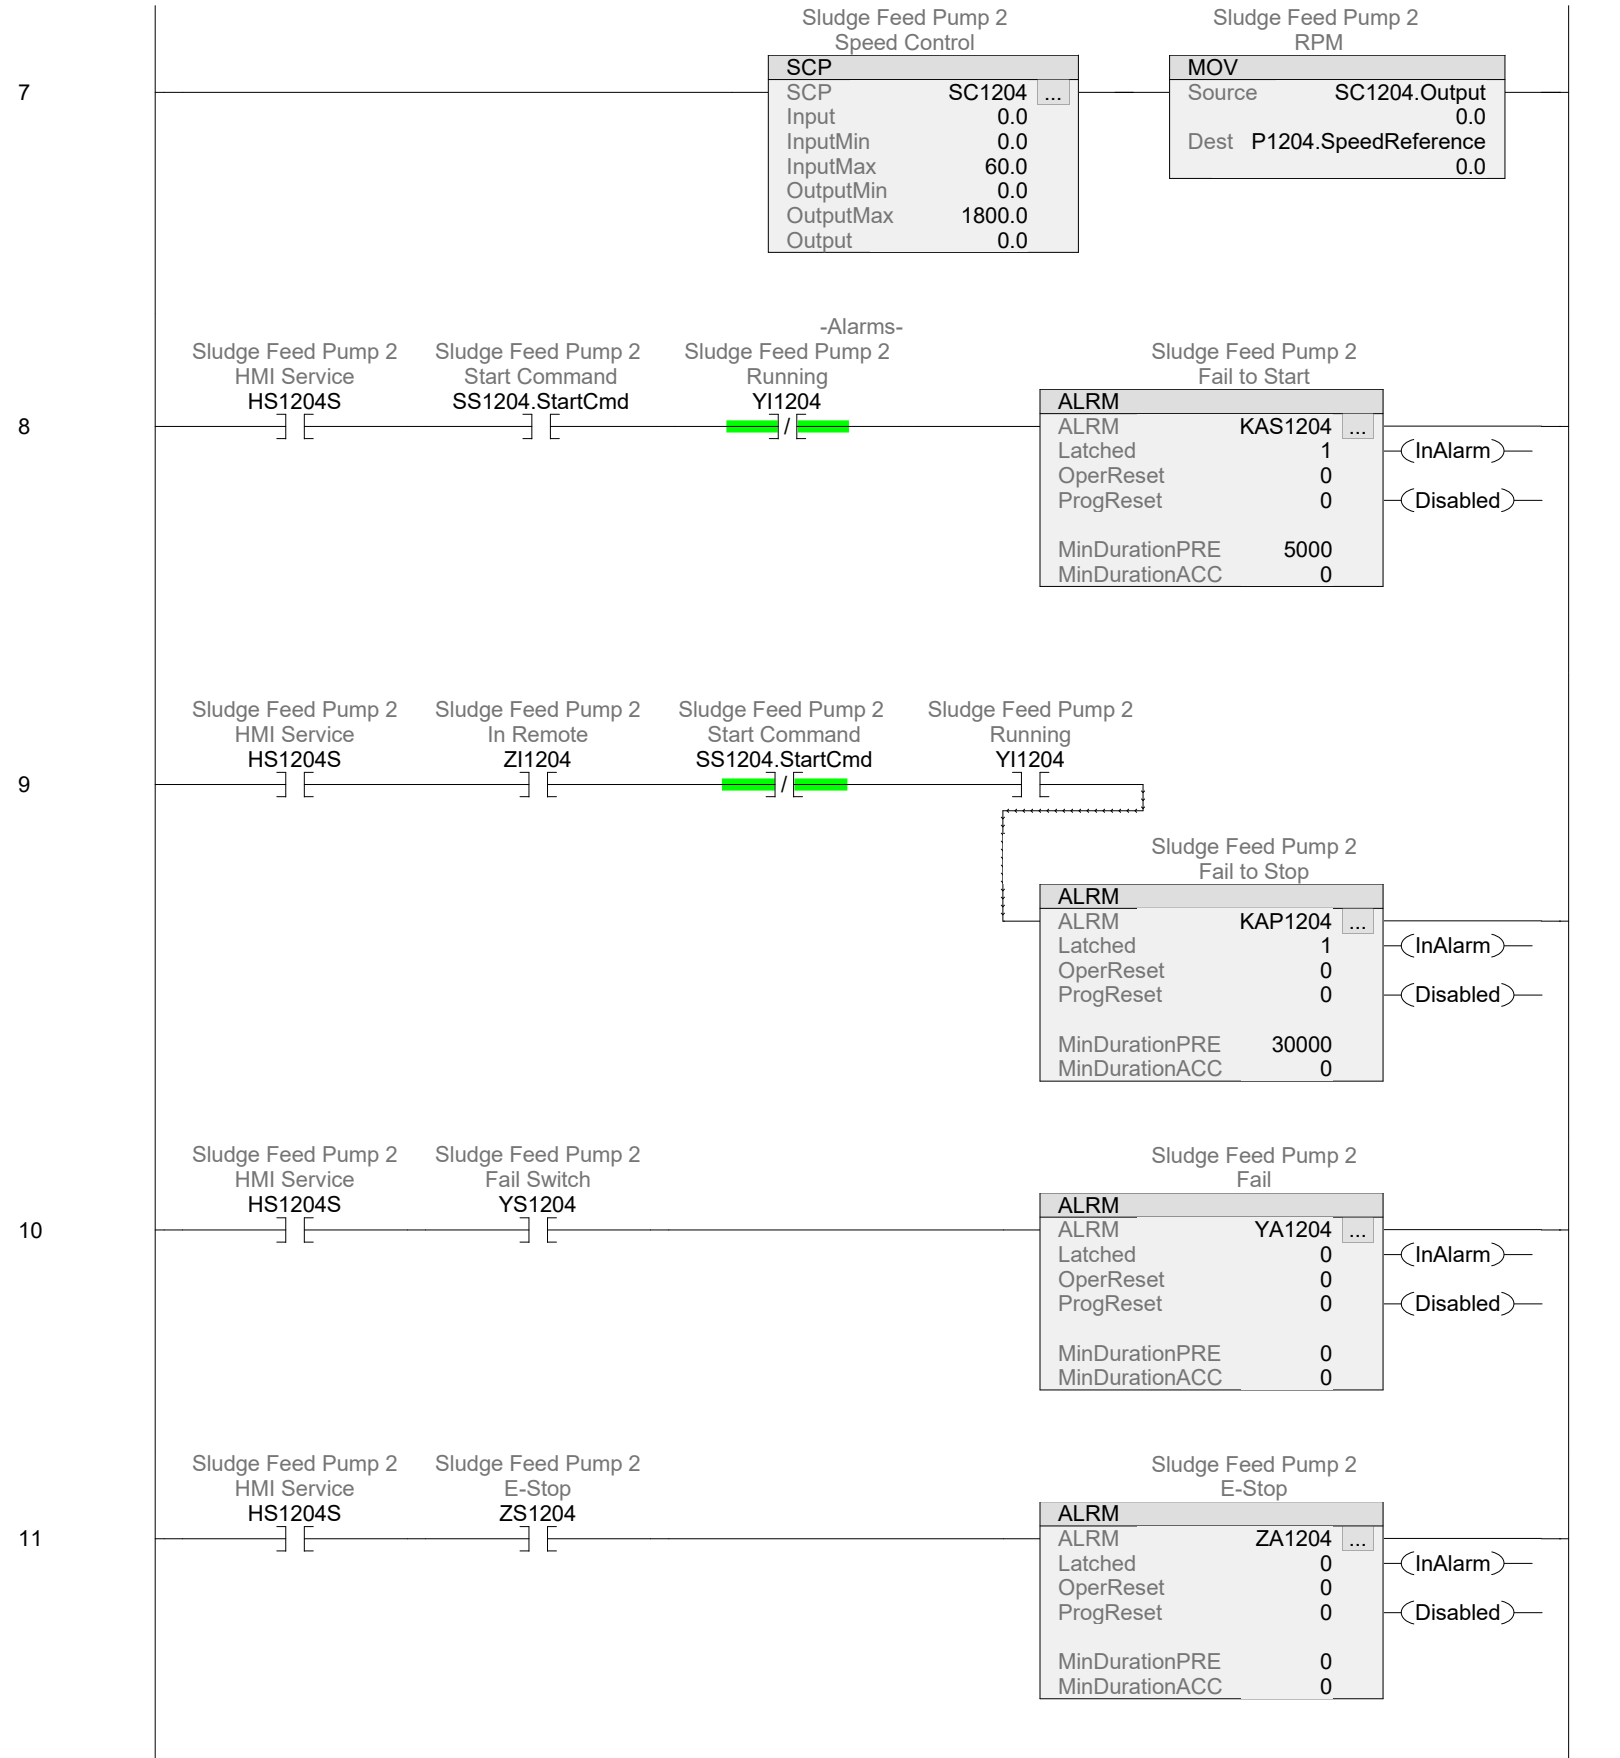 Sludge Feed Pump 2
Speed Control
Sludge Feed Pump 2
RPM
7
SCP
SCP SC1204 ...
Input 0.0
InputMin 0.0
InputMax 60.0
OutputMin 0.0
OutputMax 1800.0
Output 0.0
MOV
Source SC1204.Output
0.0
Dest P1204.SpeedReference
0.0
-Alarms-
8
Sludge Feed Pump 2
HMI Service
HS1204S
Sludge Feed Pump 2
Start Command
SS1204.StartCmd
Sludge Feed Pump 2
Running
YI1204
/
Sludge Feed Pump 2
Fail to Start
ALRM
ALRM KAS1204 ...
Latched 1
OperReset 0
ProgReset 0
MinDurationPRE 5000
MinDurationACC 0
InAlarm
Disabled
9
Sludge Feed Pump 2
HMI Service
HS1204S
Sludge Feed Pump 2
In Remote
ZI1204
Sludge Feed Pump 2
Start Command
SS1204.StartCmd
/
Sludge Feed Pump 2
Running
YI1204
Sludge Feed Pump 2
Fail to Stop
ALRM
ALRM KAP1204 ...
Latched 1
OperReset 0
ProgReset 0
MinDurationPRE 30000
MinDurationACC 0
InAlarm
Disabled
10
Sludge Feed Pump 2
HMI Service
HS1204S
Sludge Feed Pump 2
Fail Switch
YS1204
Sludge Feed Pump 2
Fail
ALRM
ALRM YA1204 ...
Latched 0
OperReset 0
ProgReset 0
MinDurationPRE 0
MinDurationACC 0
InAlarm
Disabled
11
Sludge Feed Pump 2
HMI Service
HS1204S
Sludge Feed Pump 2
E-Stop
ZS1204
Sludge Feed Pump 2
E-Stop
ALRM
ALRM ZA1204 ...
Latched 0
OperReset 0
ProgReset 0
MinDurationPRE 0
MinDurationACC 0
InAlarm
Disabled